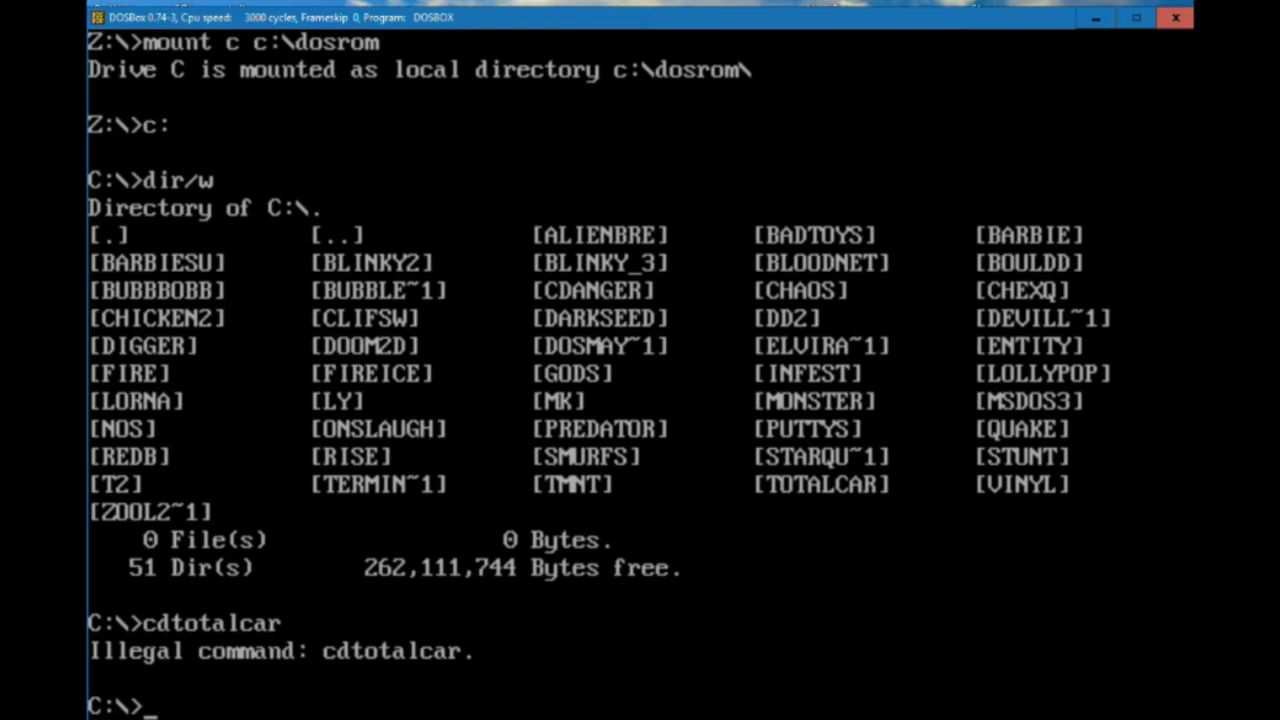 DOSBox 0.74-3, Cpu speed: 3000 cycles, Frameskip 0, Program: DOSBOX
Z:\>mount c c:\dosrom
Drive C is mounted as local directory c:\dosrom\
Z:\>c:
C:\>dir/w
Directory of C:\.
[.] [..] [ALIENBRE] [BADTOYS] [BARBIE]
[BARBIESU] [BLINKY2] [BLINKY_3] [BLOODNET] [BOULDD]
[BUBBBOBB] [BUBBLE~1] [CDANGER] [CHAOS] [CHEXQ]
[CHICKEN2] [CLIFSW] [DARKSEED] [DD2] [DEVILL~1]
[DIGGER] [DOOM2D] [DOSMAY~1] [ELVIRA~1] [ENTITY]
[FIRE] [FIREICE] [GODS] [INFEST] [LOLLYPOP]
[LORNA] [LY] [MK] [MONSTER] [MSDOS3]
[NOS] [ONSLAUGH] [PREDATOR] [PUTTYS] [QUAKE]
[REDB] [RISE] [SMURFS] [STARQU~1] [STUNT]
[T2] [TERMIN~1] [TMNT] [TOTALCAR] [VINYL]
[ZOOL2~1]
0 File(s) 0 Bytes.
51 Dir(s) 262,111,744 Bytes free.
C:\>cdtotalcar
Illegal command: cdtotalcar.
C:\>_